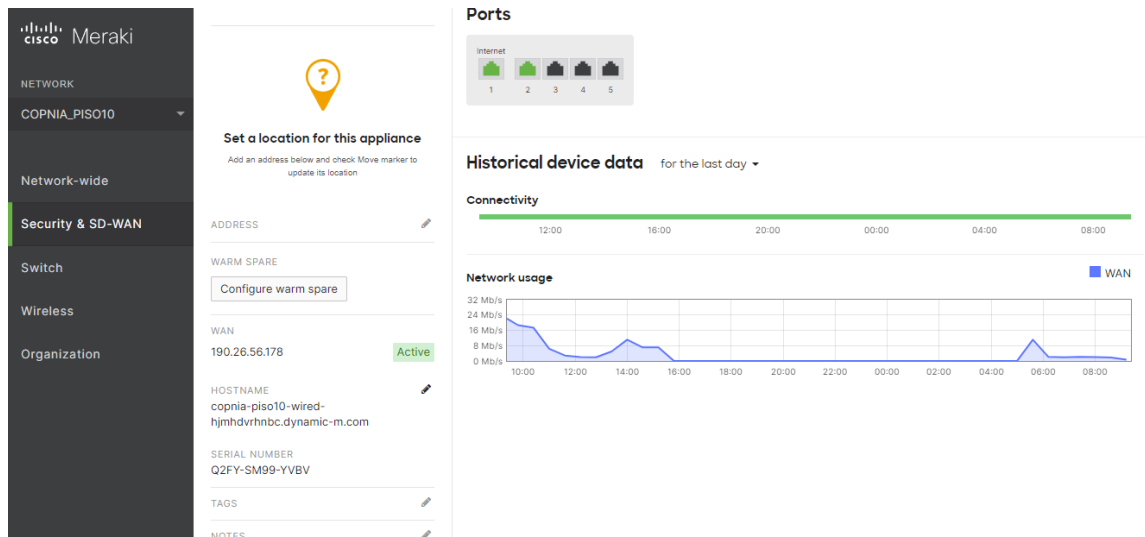 CISCO Meraki
NETWORK
COPNIA_PISO10
Network-wide
Security & SD-WAN
Switch
Wireless
Organization
?
Set a location for this appliance
Add an address below and check Move marker to
update its location
ADDRESS
WARM SPARE
Configure warm spare
WAN
190.26.56.178 Active
HOSTNAME
copnia-piso10-wired-
hjmhdvrhnbc.dynamic-m.com
SERIAL NUMBER
Q2FY-SM99-YVBV
TAGS
NOTES
Ports
Internet
1 2 3 4 5
Historical device data for the last day
Connectivity
12:00 16:00 20:00 00:00 04:00 08:00
Network usage WAN
32 Mb/s
24 Mb/s
16 Mb/s
8 Mb/s
0 Mb/s
10:00 12:00 14:00 16:00 18:00 20:00 22:00 00:00 02:00 04:00 06:00 08:00